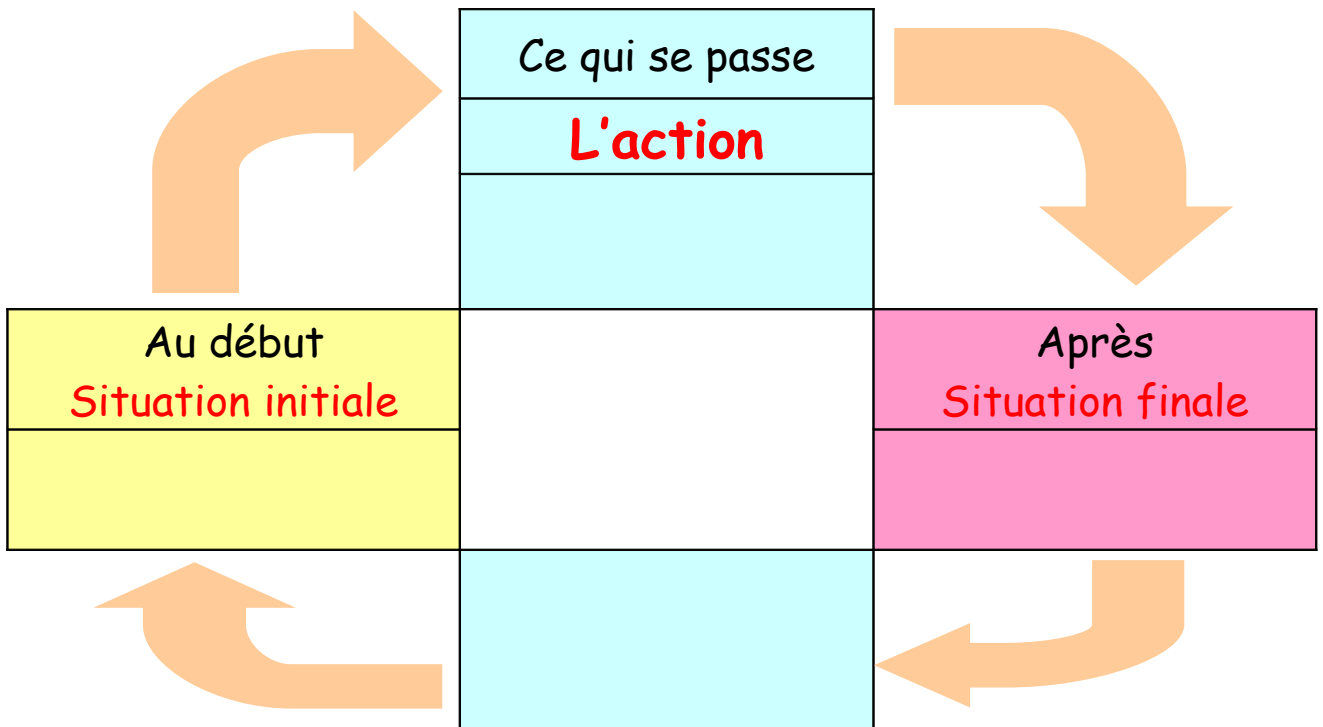 Ce qui se passe
L'action
Au début
Situation initiale
Après
Situation finale